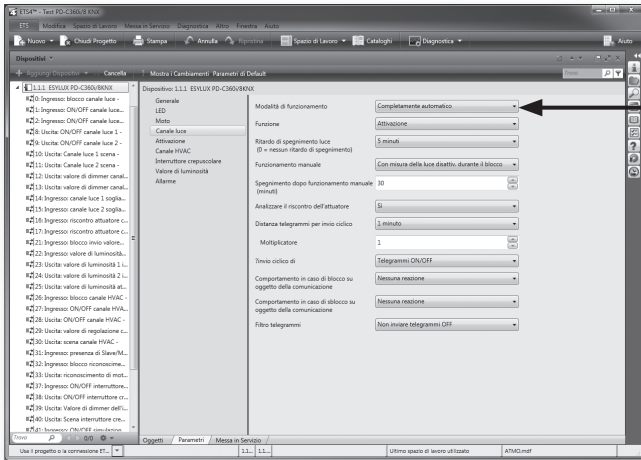 ETS4™ - Test PD-C360i/8 KNX
ETS Modifica Spazio di Lavoro Messa in Servizio Diagnostica Altro Finestra Aiuto
Nuovo Chiudi Progetto Stampa Annulla Ripristina Spazio di Lavoro Cataloghi Diagnostica Aiuto
Dispositivi
Aggiungi Dispositivi Cancella Mostra i Cambiamenti Parametri di Default Trova
1.1.1 ESYLUX PD-C360i/8KNX
0: Ingresso: blocco canale luce -
1: Ingresso: ON/OFF canale luce...
2: Ingresso: ON/OFF canale luce...
8: Uscita: ON/OFF canale luce 1 -
9: Uscita: ON/OFF canale luce 2 -
10: Uscita: Canale luce 1 scena -
11: Uscita: Canale luce 2 scena -
12: Uscita: valore di dimmer canal...
13: Uscita: valore di dimmer canal...
14: Ingresso: canale luce 1 soglia...
15: Ingresso: canale luce 2 soglia...
16: Ingresso: riscontro attuatore c...
17: Ingresso: riscontro attuatore c...
21: Ingresso: blocco invio valore...
22: Ingresso: valore di luminosità...
23: Uscita: valore di luminosità 1 i...
24: Uscita: valore di luminosità 2 i...
25: Uscita: valore di luminosità at...
26: Ingresso: blocco canale HVAC -
27: Ingresso: ON/OFF canale HVA...
28: Uscita: ON/OFF canale HVAC -
29: Uscita: valore di regolazione c...
30: Uscita: scena canale HVAC -
31: Ingresso: presenza di Slave/M...
32: Ingresso: blocco riconoscime...
33: Uscita: riconoscimento di mot...
37: Ingresso: ON/OFF interruttore...
38: Uscita: ON/OFF interruttore cr...
39: Uscita: Valore di dimmer dell'i...
40: Uscita: Scena interruttore cre...
41: Ingresso: ON/OFF simulazion...
Trova 0/0
Dispositivo: 1.1.1 ESYLUX PD-C360i/8KNX
Generale
LED
Moto
Canale luce
Attivazione
Canale HVAC
Interruttore crepuscolare
Valore di luminosità
Allarme
Modalità di funzionamento Completamente automatico
Funzione Attivazione
Ritardo di spegnimento luce 5 minuti
(0 = nessun ritardo di spegnimento)
Funzionamento manuale Con misura della luce disattiv. durante il blocco
Spegnimento dopo funzionamento manuale 30
(minuti)
Analizzare il riscontro dell'attuatore Sì
Distanza telegrammi per invio ciclico 1 minuto
Moltiplicatore 1
?invio ciclico di Telegrammi ON/OFF
Comportamento in caso di blocco su Nessuna reazione
oggetto della comunicazione
Comportamento in caso di sblocco su Nessuna reazione
oggetto della comunicazione
Filtro telegrammi Non inviare telegrammi OFF
Oggetti Parametri Messa in Servizio
Usa il progetto o la connessione ET... 1.1... 1.1... Ultimo spazio di lavoro utilizzato ATMO.mdf